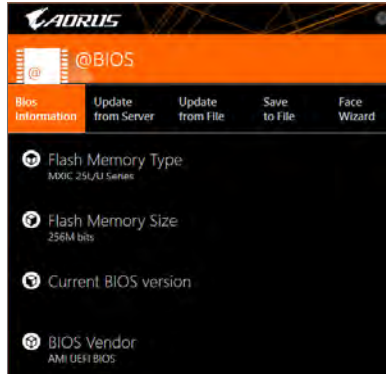 AORUS
@BIOS
@
Bios Information
Update from Server
Update from File
Save to File
Face Wizard
Flash Memory Type
MXIC 25L/U Series
Flash Memory Size
256M bits
Current BIOS version
BIOS Vendor
AMI UEFI BIOS